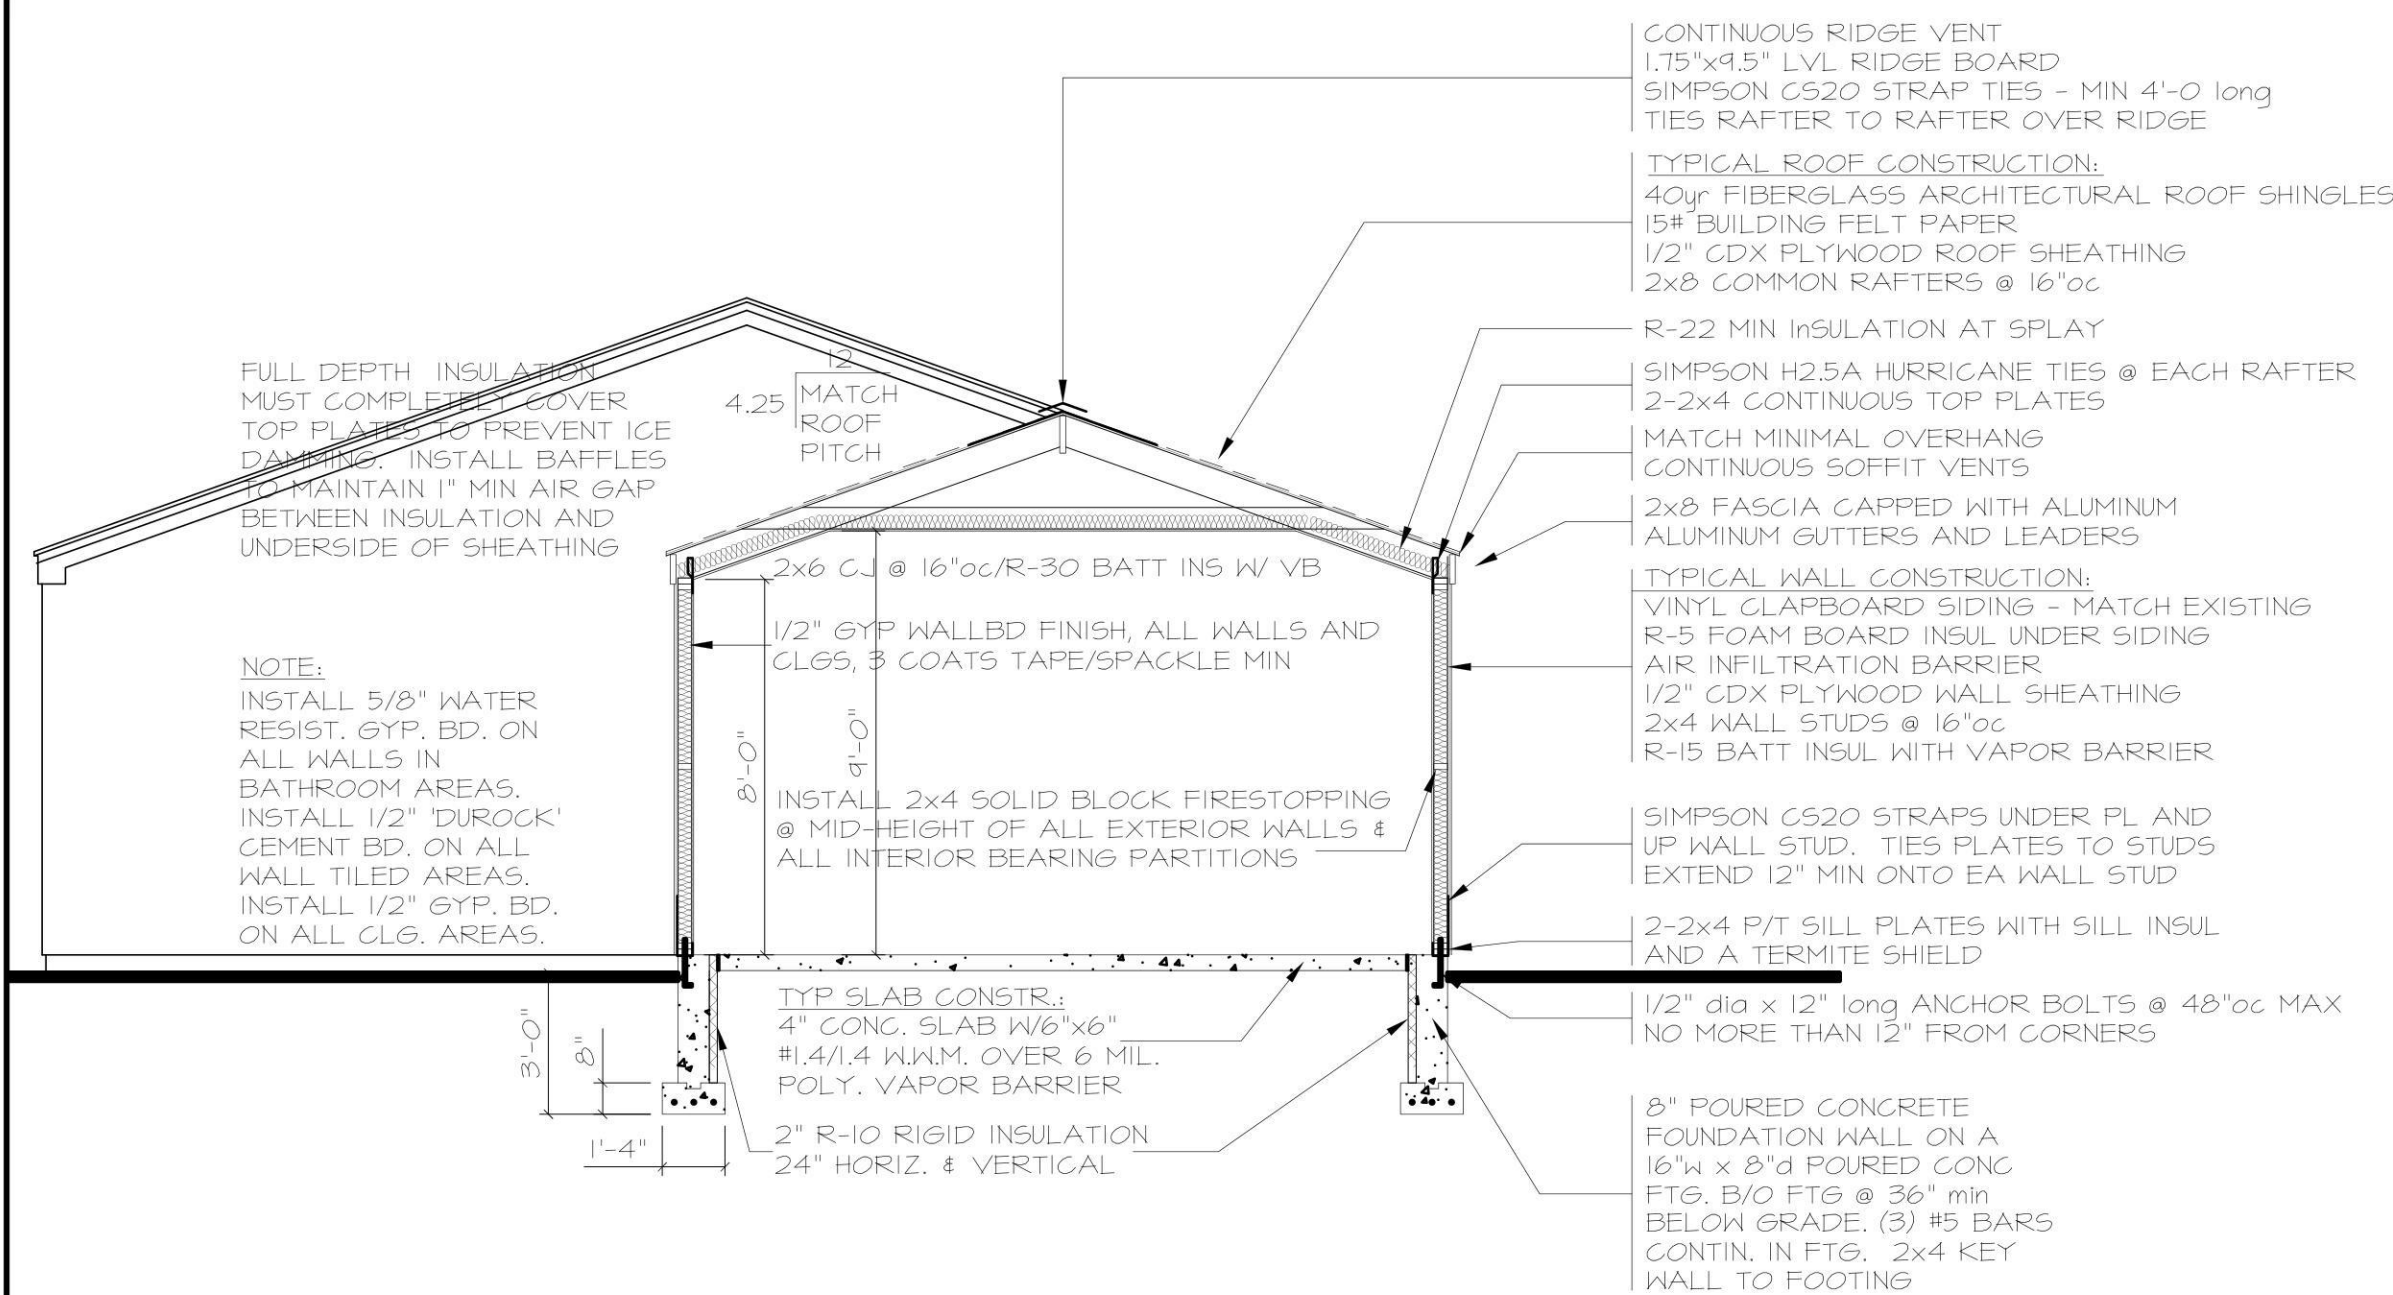 CONTINUOUS RIDGE VENT
1.75"x9.5" LVL RIDGE BOARD
SIMPSON CS20 STRAP TIES - MIN 4'-0 long
TIES RAFTER TO RAFTER OVER RIDGE
TYPICAL ROOF CONSTRUCTION:
40yr FIBERGLASS ARCHITECTURAL ROOF SHINGLES
15# BUILDING FELT PAPER
1/2" CDX PLYWOOD ROOF SHEATHING
2x8 COMMON RAFTERS @ 16"oc
R-22 MIN InSULATION AT SPLAY
SIMPSON H2.5A HURRICANE TIES @ EACH RAFTER
2-2x4 CONTINUOUS TOP PLATES
MATCH MINIMAL OVERHANG
CONTINUOUS SOFFIT VENTS
2x8 FASCIA CAPPED WITH ALUMINUM
ALUMINUM GUTTERS AND LEADERS
TYPICAL WALL CONSTRUCTION:
VINYL CLAPBOARD SIDING - MATCH EXISTING
R-5 FOAM BOARD INSUL UNDER SIDING
AIR INFILTRATION BARRIER
1/2" CDX PLYWOOD WALL SHEATHING
2x4 WALL STUDS @ 16"oc
R-15 BATT INSUL WITH VAPOR BARRIER
SIMPSON CS20 STRAPS UNDER PL AND
UP WALL STUD. TIES PLATES TO STUDS
EXTEND 12" MIN ONTO EA WALL STUD
2-2x4 P/T SILL PLATES WITH SILL INSUL
AND A TERMITE SHIELD
1/2" dia x 12" long ANCHOR BOLTS @ 48"oc MAX
NO MORE THAN 12" FROM CORNERS
8" POURED CONCRETE
FOUNDATION WALL ON A
16"w x 8"d POURED CONC
FTG. B/O FTG @ 36" min
BELOW GRADE. (3) #5 BARS
CONTIN. IN FTG. 2x4 KEY
WALL TO FOOTING
FULL DEPTH INSULATION
MUST COMPLETELY COVER
TOP PLATES TO PREVENT ICE
DAMMING. INSTALL BAFFLES
TO MAINTAIN 1" MIN AIR GAP
BETWEEN INSULATION AND
UNDERSIDE OF SHEATHING
12
4.25
MATCH
ROOF
PITCH
2x6 CJ @ 16"oc/R-30 BATT INS W/ VB
1/2" GYP WALLBD FINISH, ALL WALLS AND
CLGS, 3 COATS TAPE/SPACKLE MIN
NOTE:
INSTALL 5/8" WATER
RESIST. GYP. BD. ON
ALL WALLS IN
BATHROOM AREAS.
INSTALL 1/2" 'DUROCK'
CEMENT BD. ON ALL
WALL TILED AREAS.
INSTALL 1/2" GYP. BD.
ON ALL CLG. AREAS.
8'-0"
9'-0"
INSTALL 2x4 SOLID BLOCK FIRESTOPPING
@ MID-HEIGHT OF ALL EXTERIOR WALLS &
ALL INTERIOR BEARING PARTITIONS
TYP SLAB CONSTR.:
4" CONC. SLAB W/6"x6"
#1.4/1.4 W.W.M. OVER 6 MIL.
POLY. VAPOR BARRIER
3'-0"
8"
1'-4"
2" R-10 RIGID INSULATION
24" HORIZ. & VERTICAL